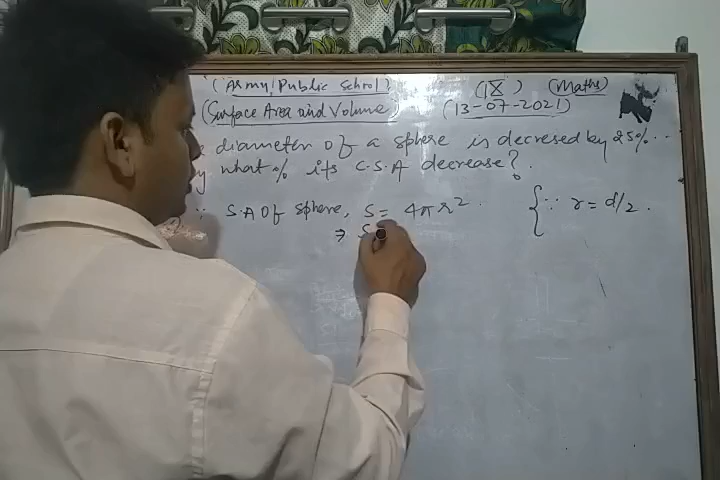 (Army Public School) (IX) (Maths)
(Surface Area and Volume) (13-07-2021)
diameter of a sphere is decresed by 25%..
y what % its C.S.A decrease?
∵ S.A of sphere, S = 4πr². {∵ r = d/2.
⇒ S